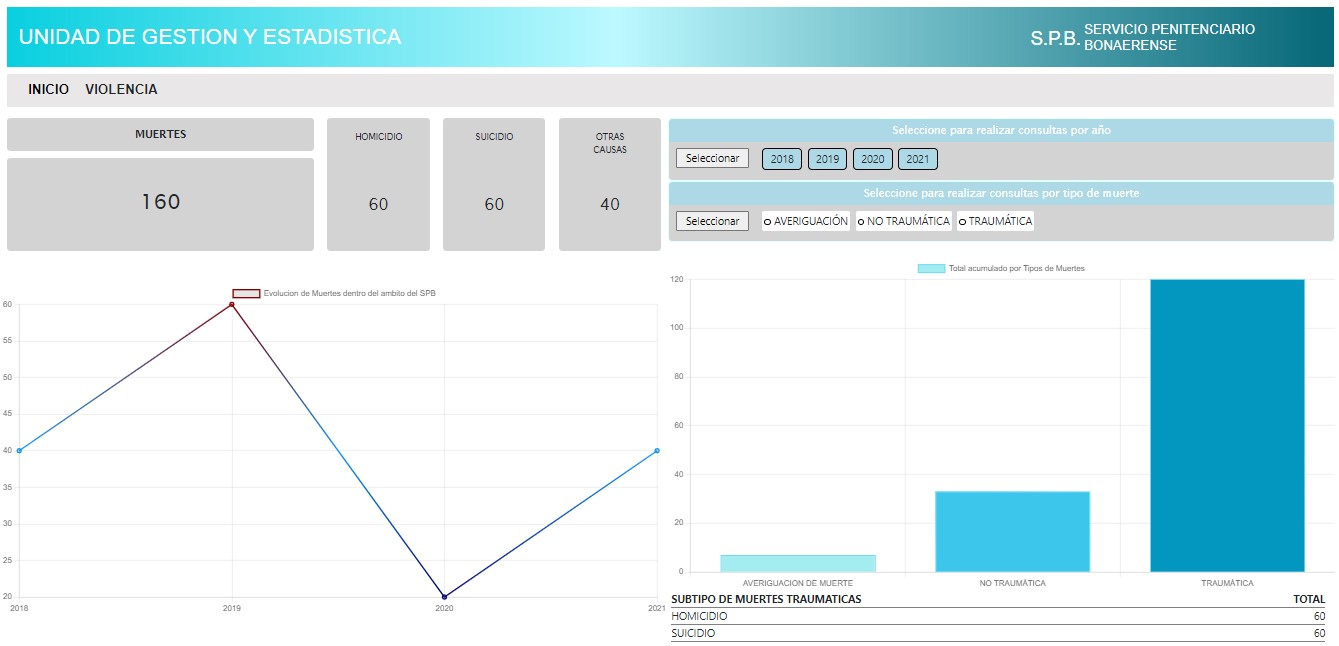 UNIDAD DE GESTION Y ESTADISTICA
S.P.B. SERVICIO PENITENCIARIO
BONAERENSE
INICIO VIOLENCIA
MUERTES
160
HOMICIDIO
60
SUICIDIO
60
OTRAS
CAUSAS
40
Seleccione para realizar consultas por año
Seleccionar 2018 2019 2020 2021
Seleccione para realizar consultas por tipo de muerte
Seleccionar o AVERIGUACIÓN o NO TRAUMÁTICA o TRAUMÁTICA
Evolucion de Muertes dentro del ambito del SPB
60
55
50
45
40
35
30
25
20
2018 2019 2020 2021
Total acumulado por Tipos de Muertes
120
100
80
60
40
20
0
AVERIGUACION DE MUERTE NO TRAUMÁTICA TRAUMÁTICA
SUBTIPO DE MUERTES TRAUMATICAS TOTAL
HOMICIDIO 60
SUICIDIO 60